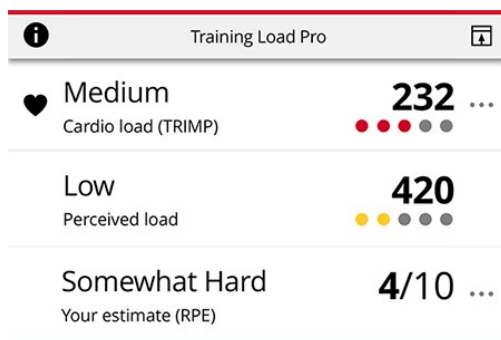 Training Load Pro
Medium
232
Cardio load (TRIMP)
Low
420
Perceived load
Somewhat Hard
4/10
Your estimate (RPE)